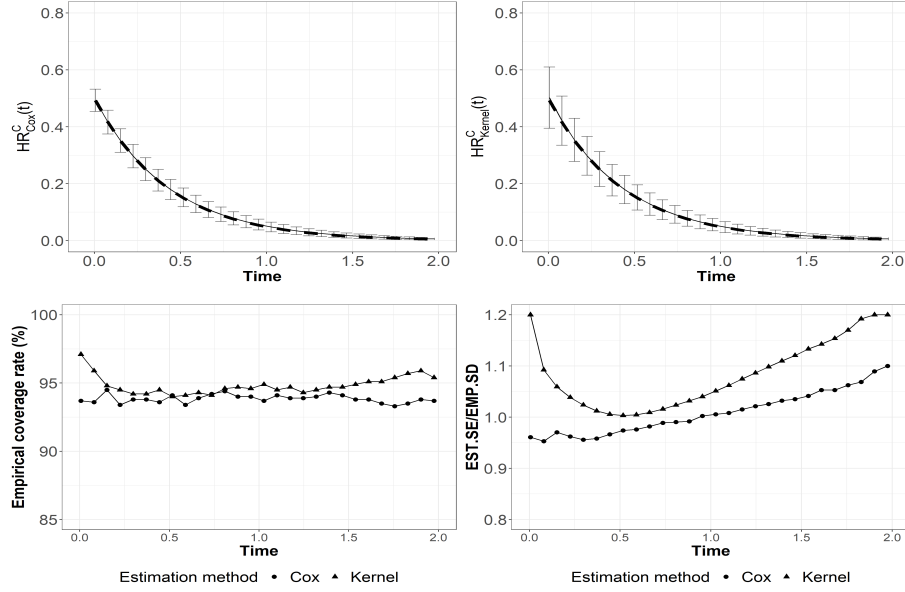 HR^C_Cox(t)
0.8
0.6
0.4
0.2
0.0
0.0 0.5 1.0 1.5 2.0
Time
HR^C_Kernel(t)
0.8
0.6
0.4
0.2
0.0
0.0 0.5 1.0 1.5 2.0
Time
Empirical coverage rate (%)
100
95
90
85
0.0 0.5 1.0 1.5 2.0
Time
Estimation method Cox Kernel
EST.SE/EMP.SD
1.2
1.1
1.0
0.9
0.8
0.0 0.5 1.0 1.5 2.0
Time
Estimation method Cox Kernel